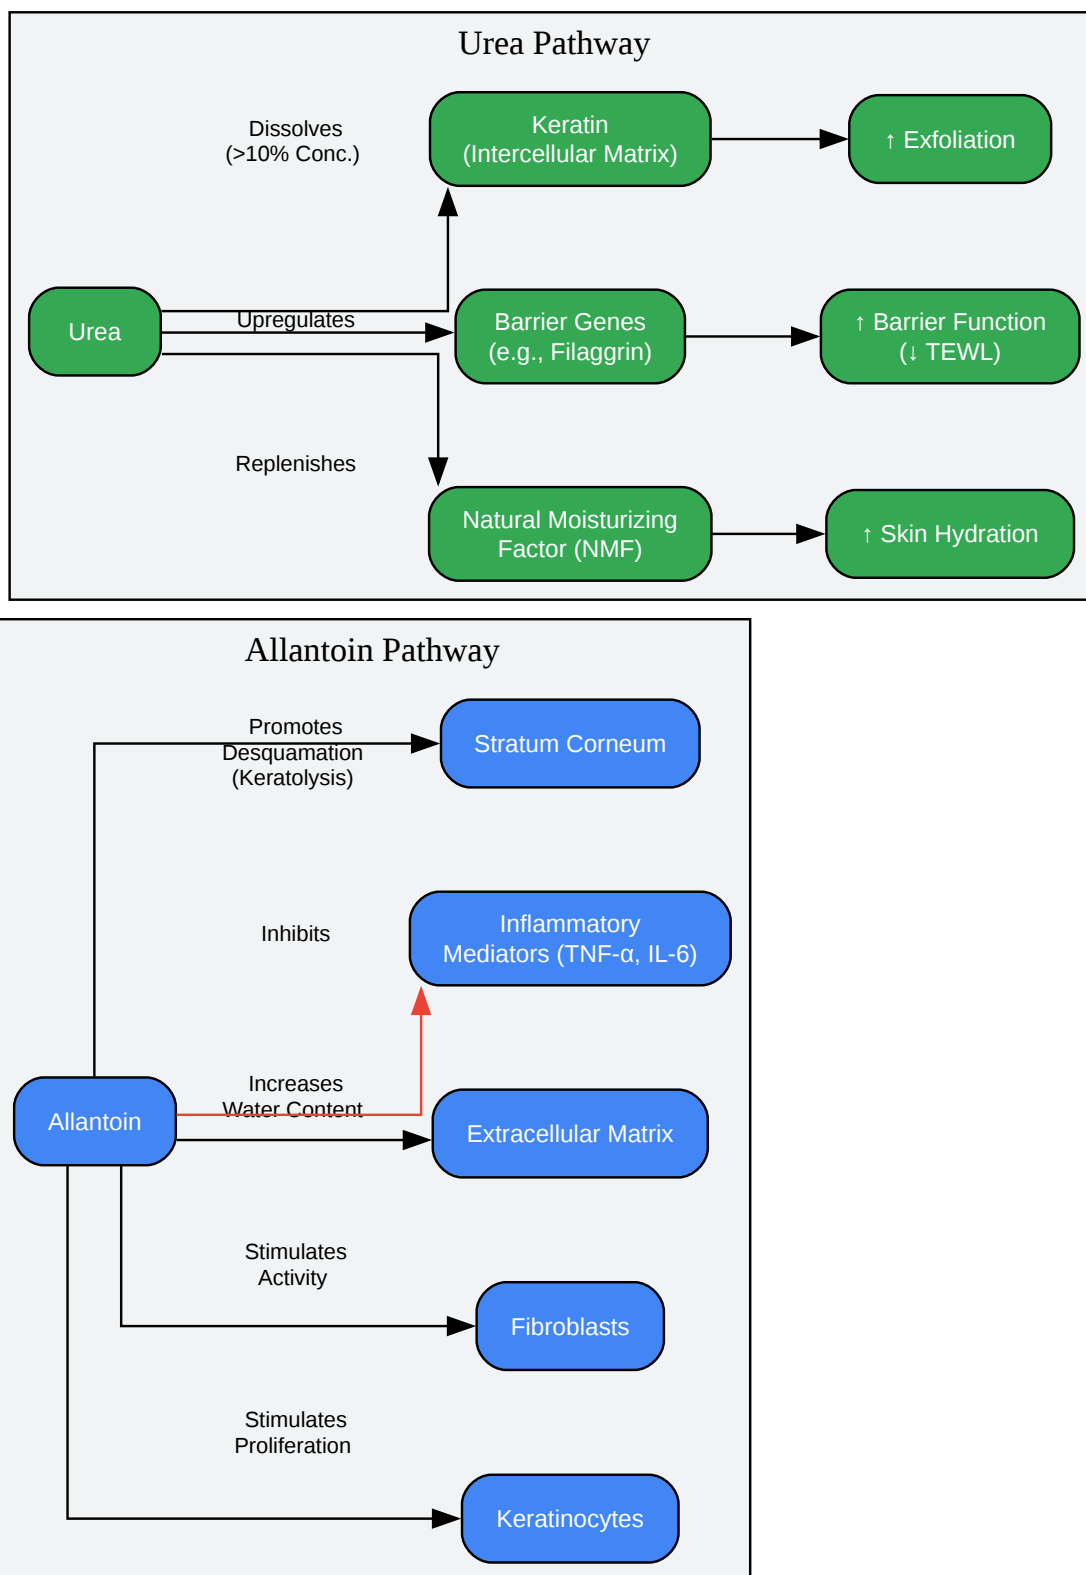 Urea Pathway
Dissolves
(>10% Conc.)
Keratin
(Intercellular Matrix)
↑ Exfoliation
Urea
Upregulates
Barrier Genes
(e.g., Filaggrin)
↑ Barrier Function
(↓ TEWL)
Replenishes
Natural Moisturizing
Factor (NMF)
↑ Skin Hydration
Allantoin Pathway
Promotes
Desquamation
(Keratolysis)
Stratum Corneum
Inhibits
Inflammatory
Mediators (TNF-α, IL-6)
Allantoin
Increases
Water Content
Extracellular Matrix
Stimulates
Activity
Fibroblasts
Stimulates
Proliferation
Keratinocytes